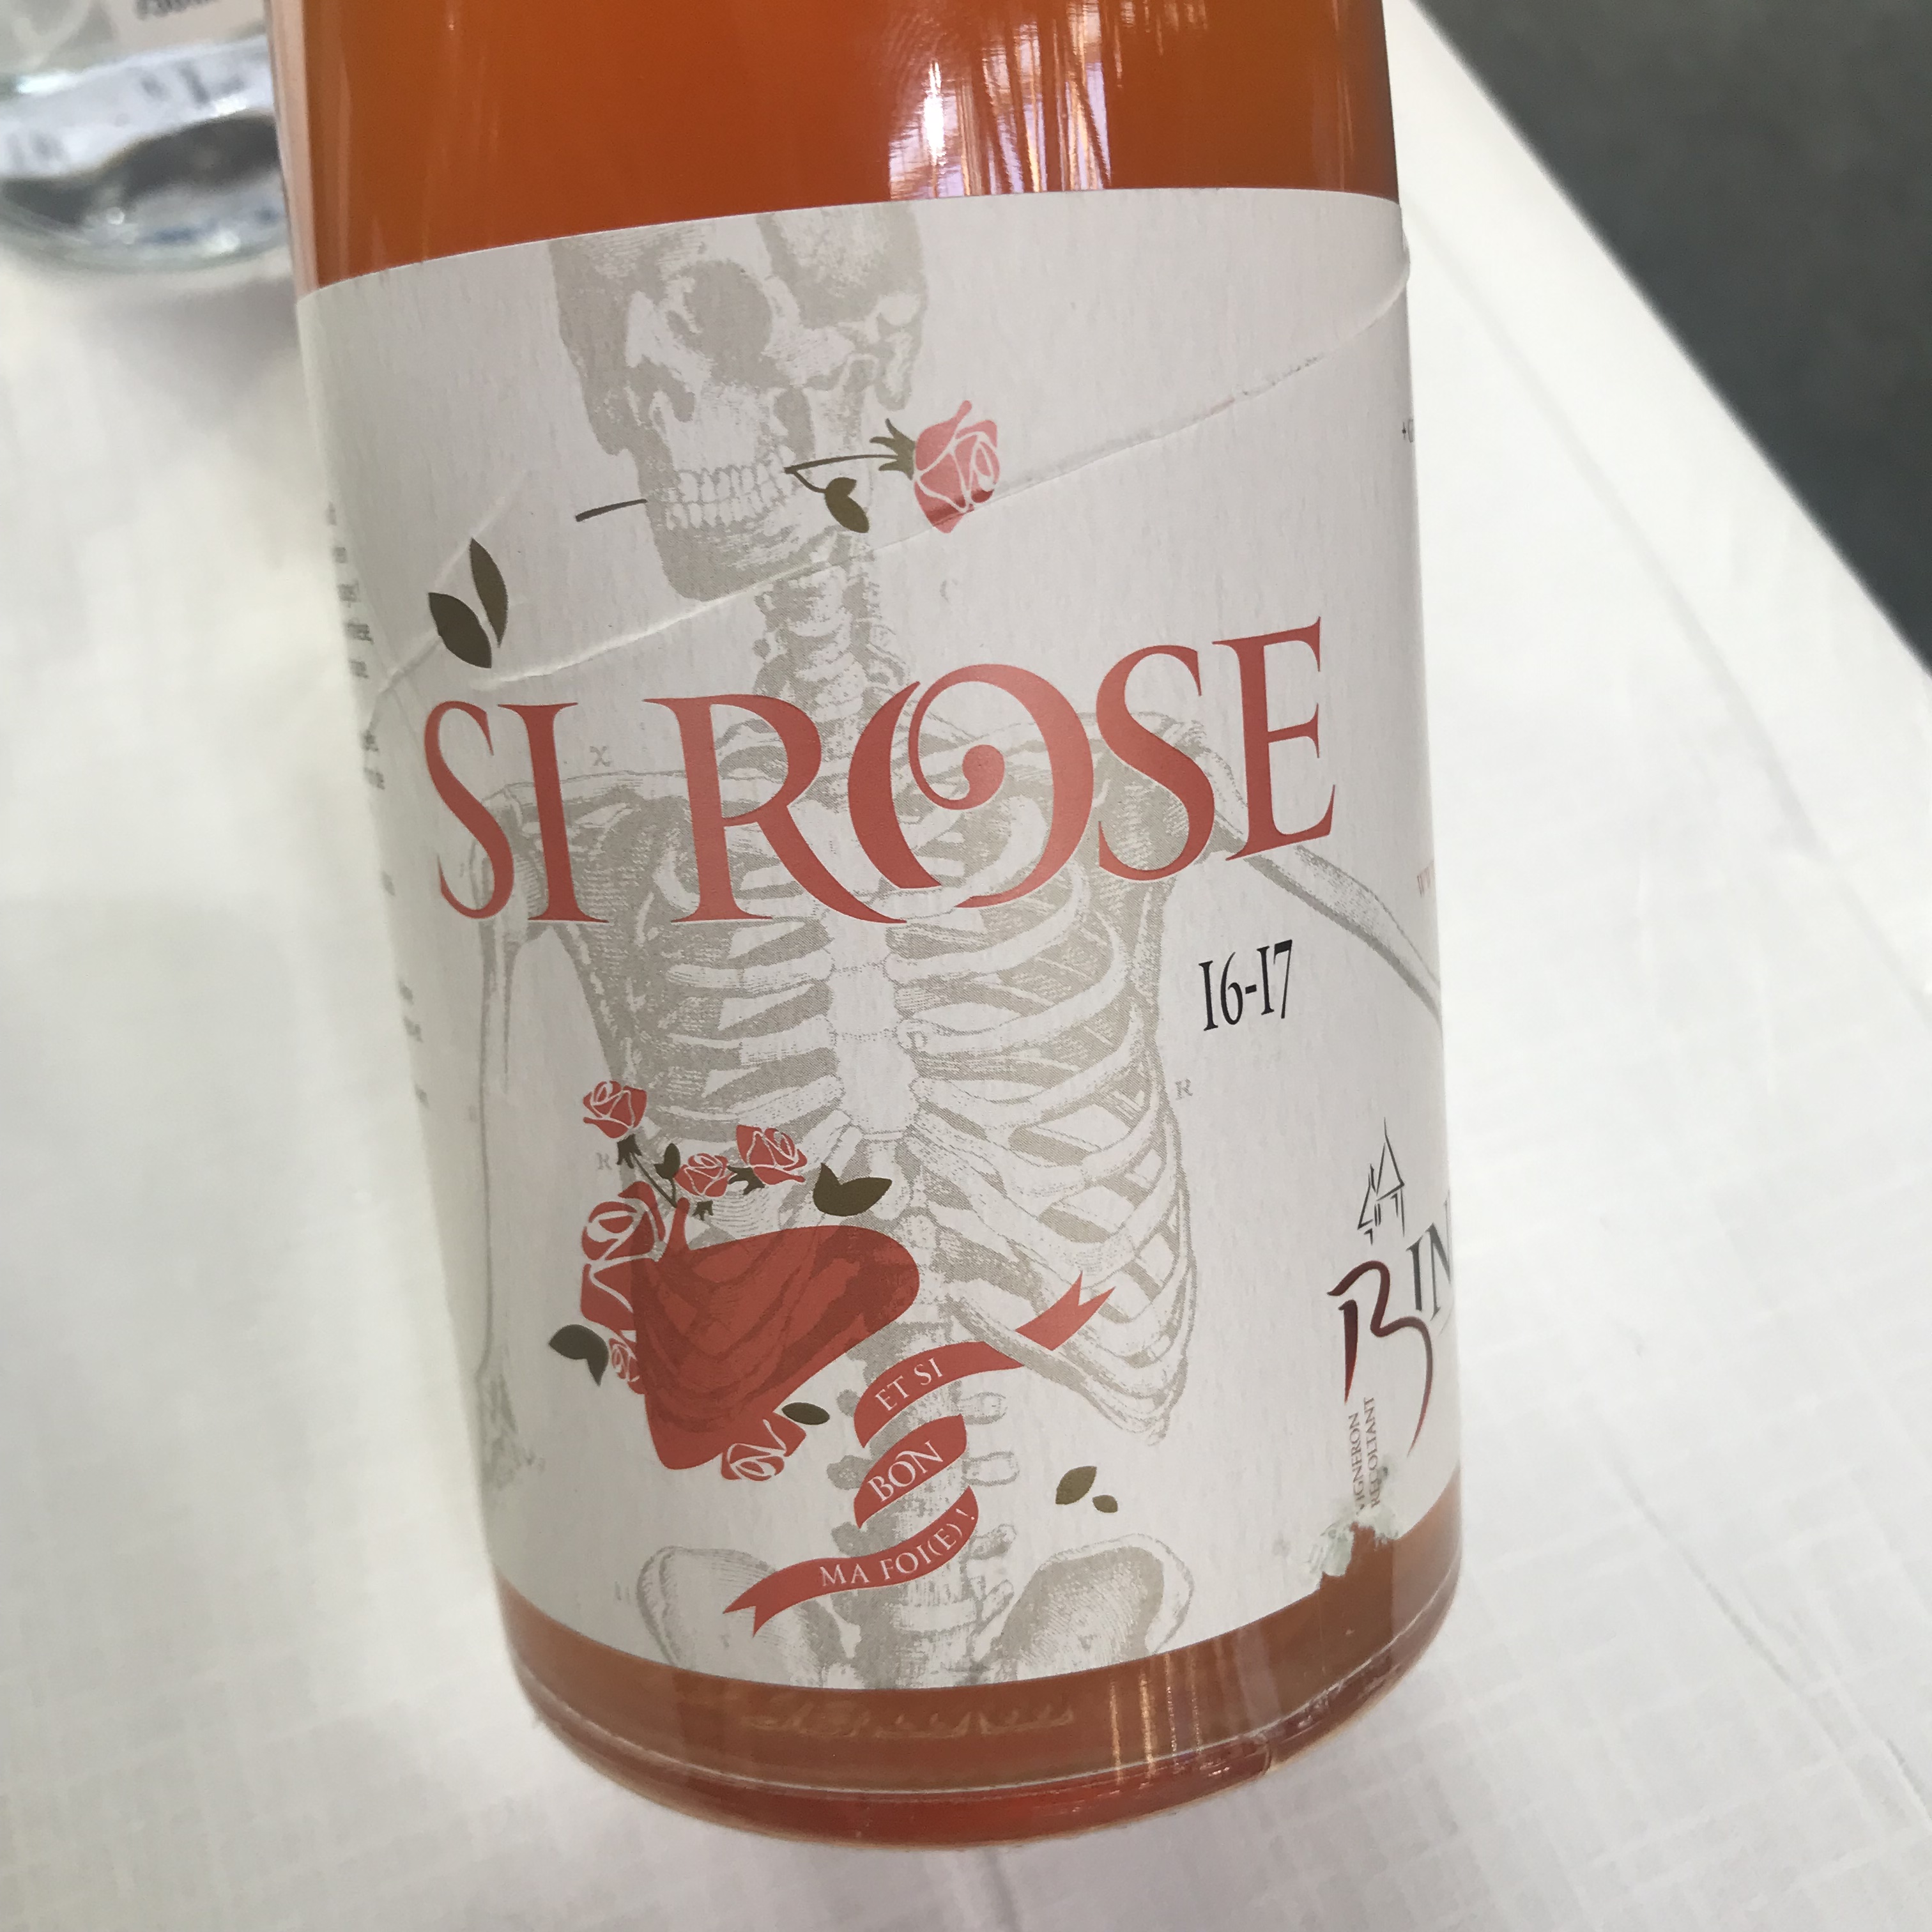 SI ROSE
16-17
ET SI
BON
MA FOI(E) !
VIGNERON
RÉCOLTANT